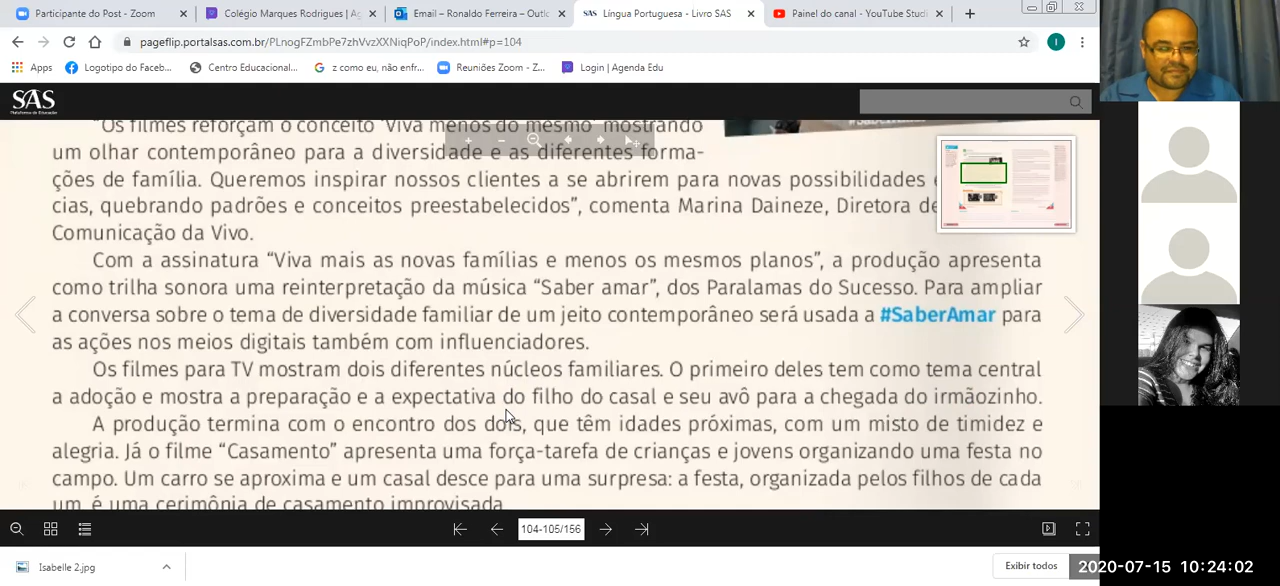 Participante do Post - Zoom
Colégio Marques Rodrigues | Ag
Email – Ronaldo Ferreira – Outlo
Língua Portuguesa - Livro SAS
Painel do canal - YouTube Studi
pageflip.portalsas.com.br/PLnogFZmbPe7zhVvzXXNiqPoP/index.html#p=104
Apps
Logotipo do Faceb...
Centro Educacional...
z como eu, não enfr...
Reuniões Zoom - Z...
Login | Agenda Edu
SAS
Plataforma de Educação
"Os filmes reforçam o conceito 'Viva menos do mesmo' mostrando
um olhar contemporâneo para a diversidade e as diferentes forma-
ções de família. Queremos inspirar nossos clientes a se abrirem para novas possibilidades
cias, quebrando padrões e conceitos preestabelecidos”, comenta Marina Daineze, Diretora de
Comunicação da Vivo.
Com a assinatura “Viva mais as novas famílias e menos os mesmos planos”, a produção apresenta
como trilha sonora uma reinterpretação da música “Saber amar”, dos Paralamas do Sucesso. Para ampliar
a conversa sobre o tema de diversidade familiar de um jeito contemporâneo será usada a #SaberAmar para
as ações nos meios digitais também com influenciadores.
Os filmes para TV mostram dois diferentes núcleos familiares. O primeiro deles tem como tema central
a adoção e mostra a preparação e a expectativa do filho do casal e seu avô para a chegada do irmãozinho.
A produção termina com o encontro dos dois, que têm idades próximas, com um misto de timidez e
alegria. Já o filme “Casamento” apresenta uma força-tarefa de crianças e jovens organizando uma festa no
campo. Um carro se aproxima e um casal desce para uma surpresa: a festa, organizada pelos filhos de cada
um, é uma cerimônia de casamento improvisada
104-105/156
Isabelle 2.jpg
Exibir todos
2020-07-15 10:24:02